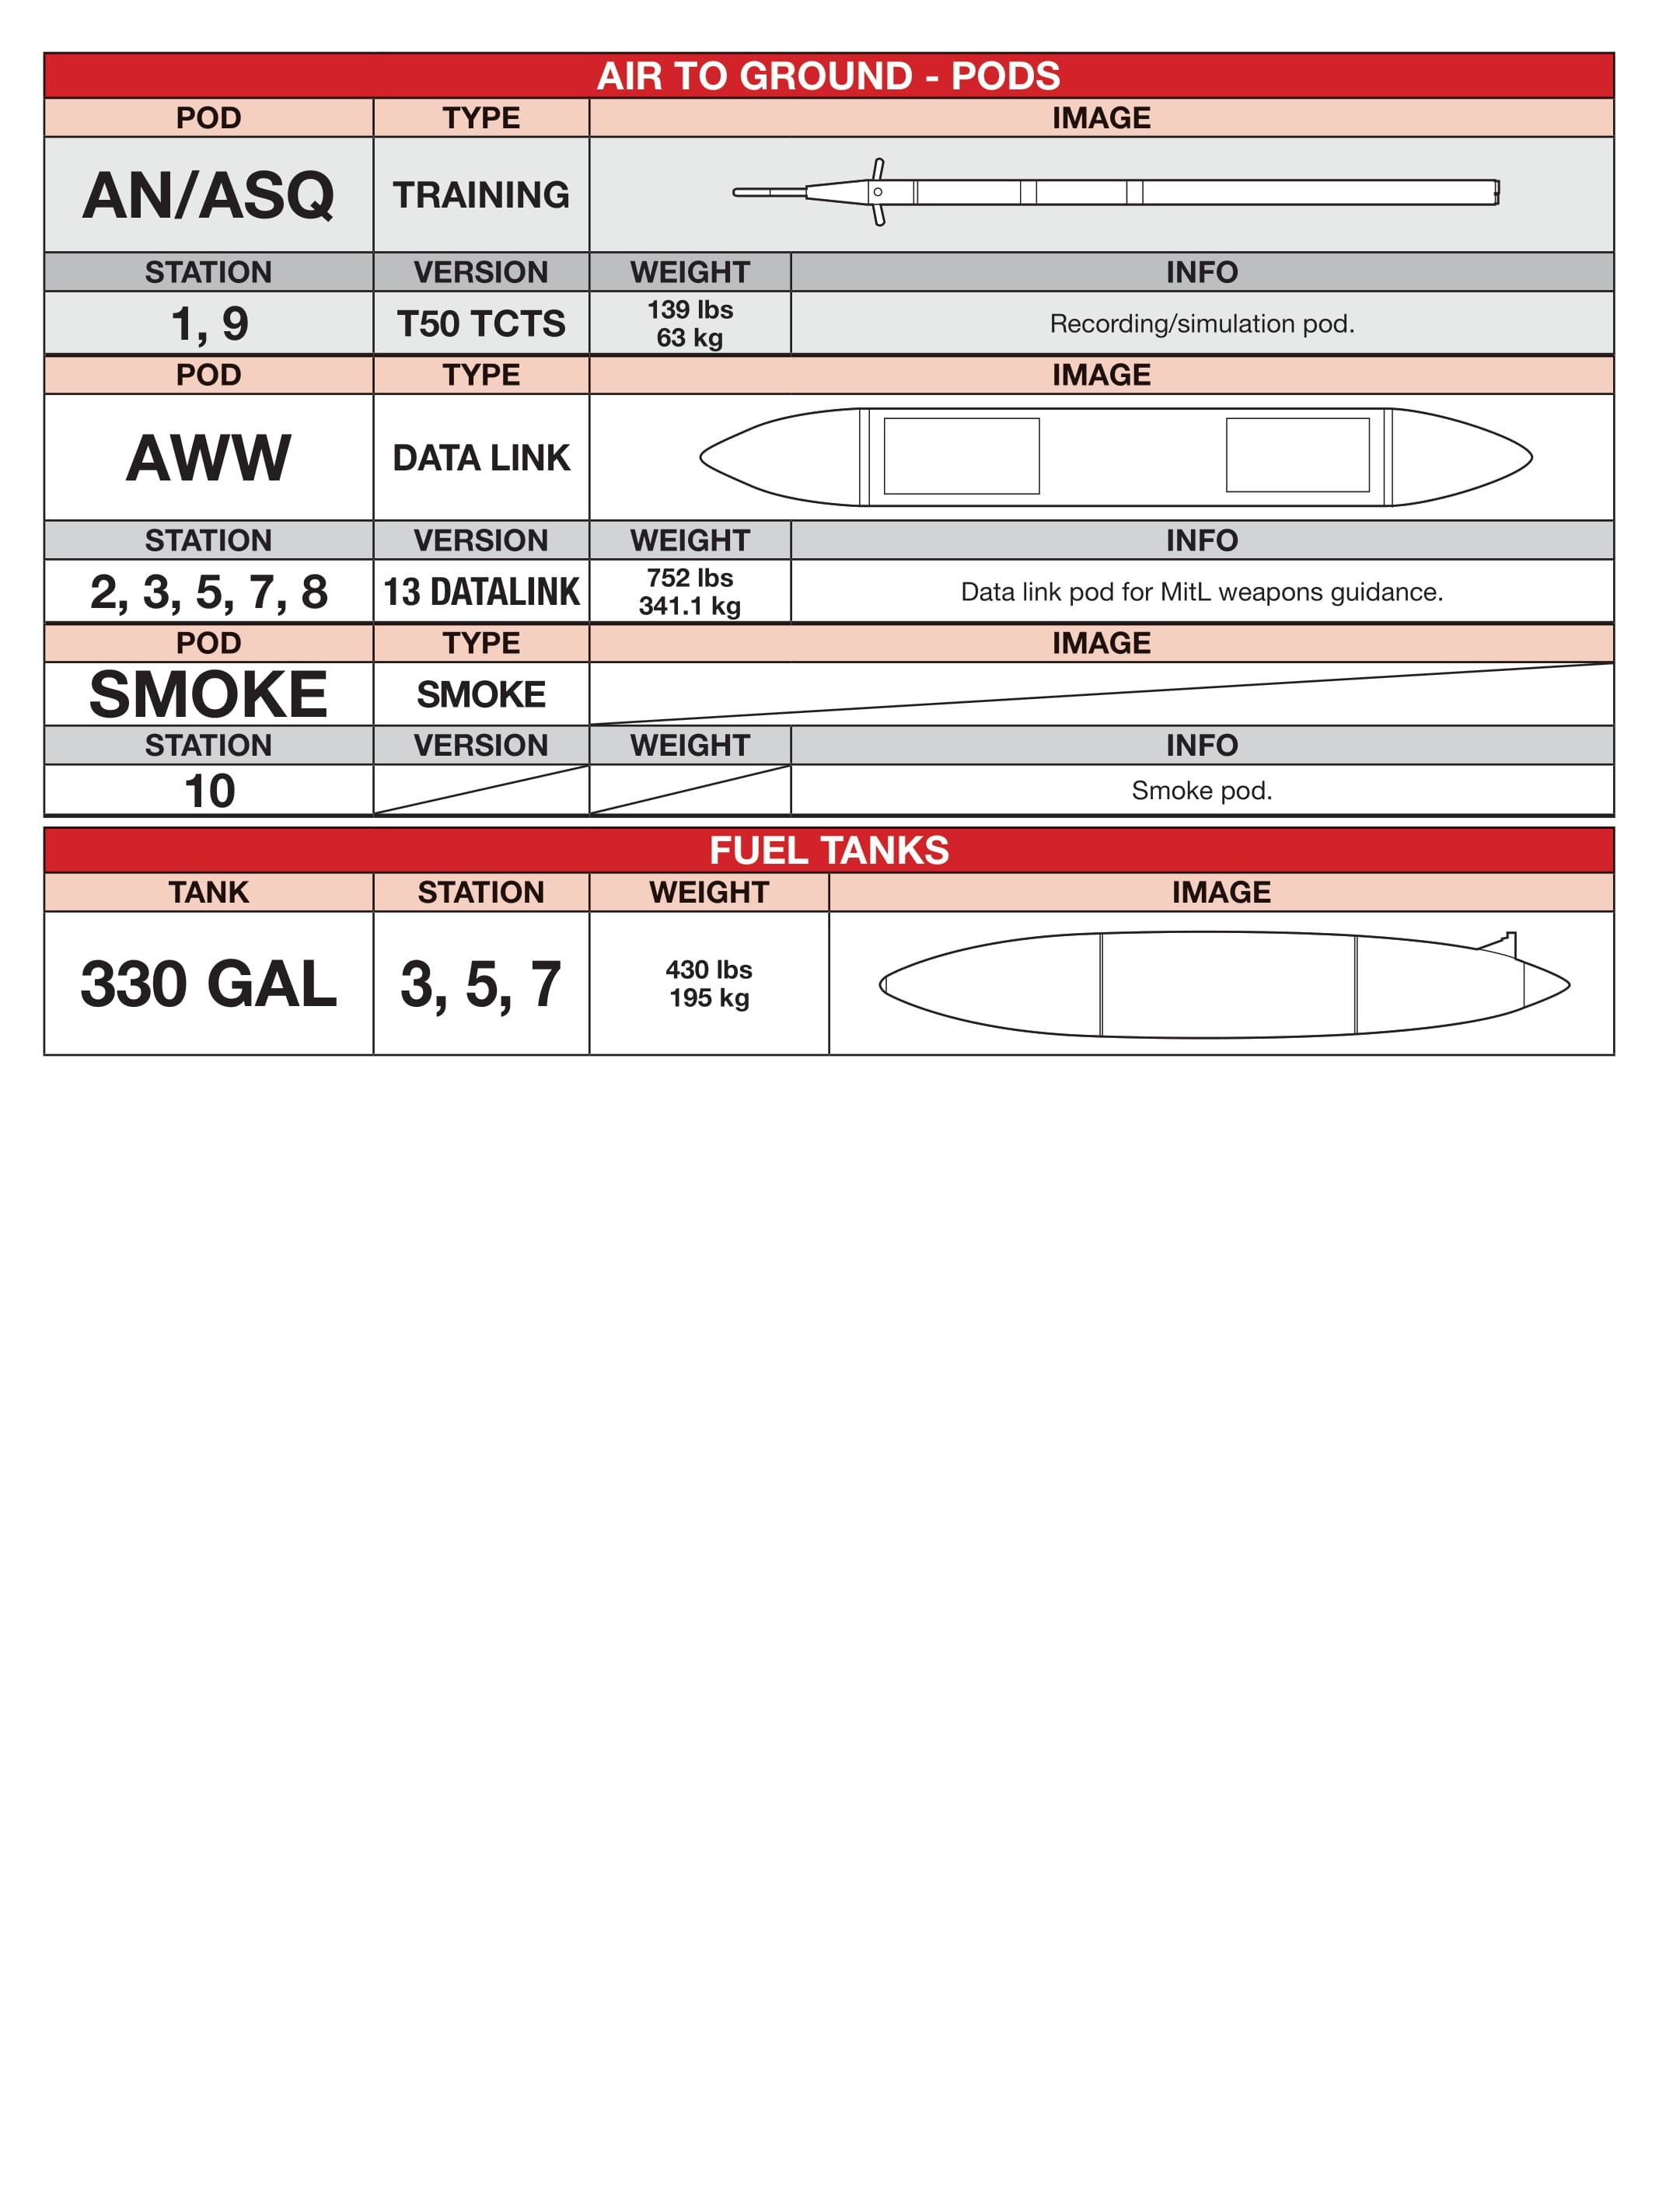 AIR TO GROUND - PODS
POD TYPE IMAGE
AN/ASQ TRAINING
STATION VERSION WEIGHT INFO
1, 9 T50 TCTS 139 lbs 63 kg Recording/simulation pod.
POD TYPE IMAGE
AWW DATA LINK
STATION VERSION WEIGHT INFO
2, 3, 5, 7, 8 13 DATALINK 752 lbs 341.1 kg Data link pod for MitL weapons guidance.
POD TYPE IMAGE
SMOKE SMOKE
STATION VERSION WEIGHT INFO
10 Smoke pod.
FUEL TANKS
TANK STATION WEIGHT IMAGE
330 GAL 3, 5, 7 430 lbs 195 kg